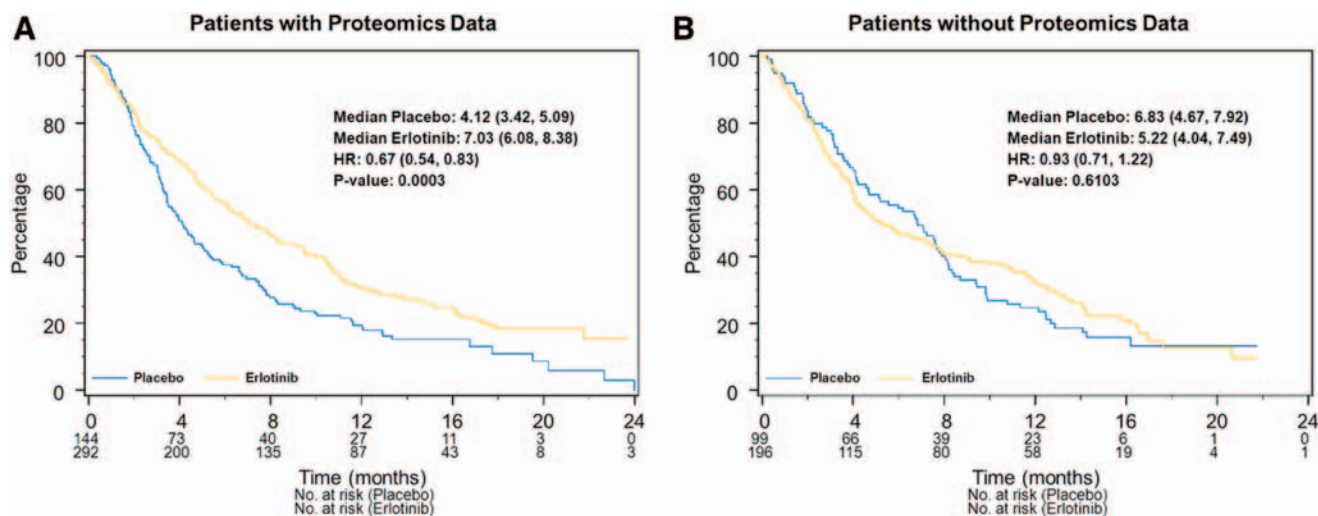 A
Patients with Proteomics Data
100
80
60
40
20
0
Percentage
Median Placebo: 4.12 (3.42, 5.09)
Median Erlotinib: 7.03 (6.08, 8.38)
HR: 0.67 (0.54, 0.83)
P-value: 0.0003
Placebo Erlotinib
0 4 8 12 16 20 24
144 73 40 27 11 3 0
292 200 135 87 43 8 3
Time (months)
No. at risk (Placebo)
No. at risk (Erlotinib)
B
Patients without Proteomics Data
100
80
60
40
20
0
Percentage
Median Placebo: 6.83 (4.67, 7.92)
Median Erlotinib: 5.22 (4.04, 7.49)
HR: 0.93 (0.71, 1.22)
P-value: 0.6103
Placebo Erlotinib
0 4 8 12 16 20 24
99 66 39 23 6 1 0
196 115 80 58 19 4 1
Time (months)
No. at risk (Placebo)
No. at risk (Erlotinib)